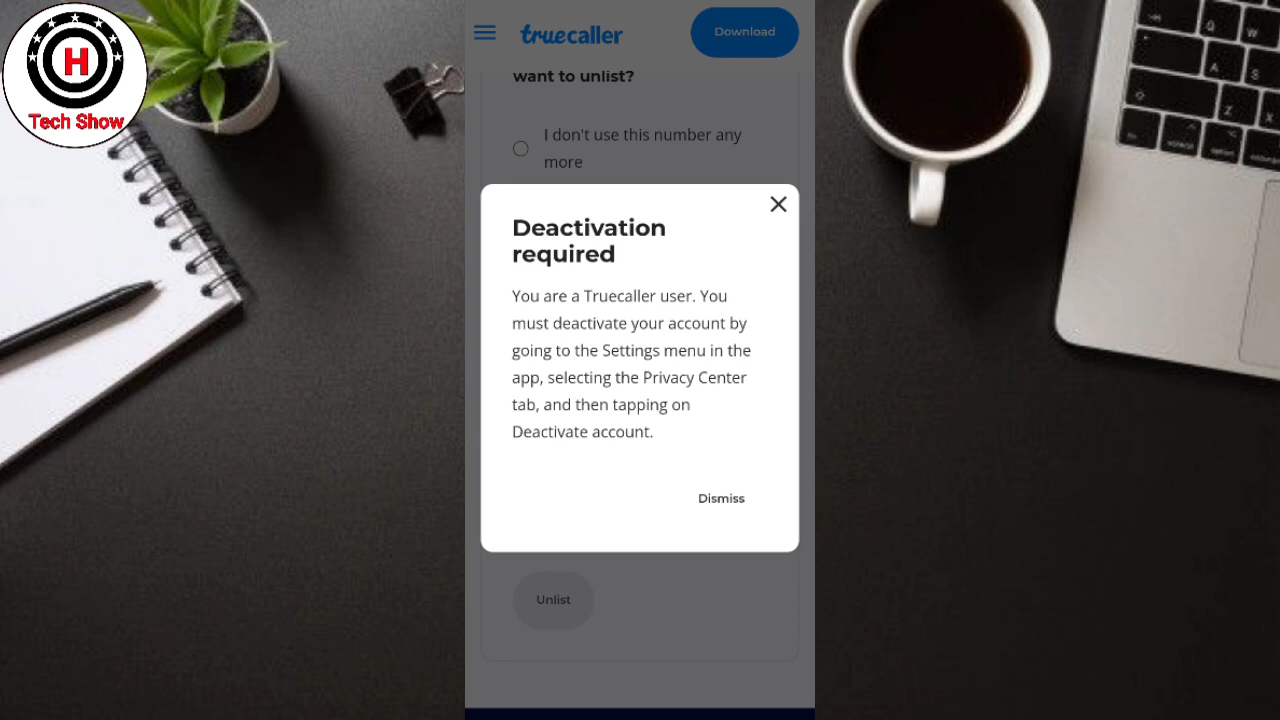 H
Tech Show
truecaller
Download
want to unlist?
I don't use this number any
more
Deactivation
required
You are a Truecaller user. You
must deactivate your account by
going to the Settings menu in the
app, selecting the Privacy Center
tab, and then tapping on
Deactivate account.
Dismiss
Unlist
Q
W
A
S
Z
X